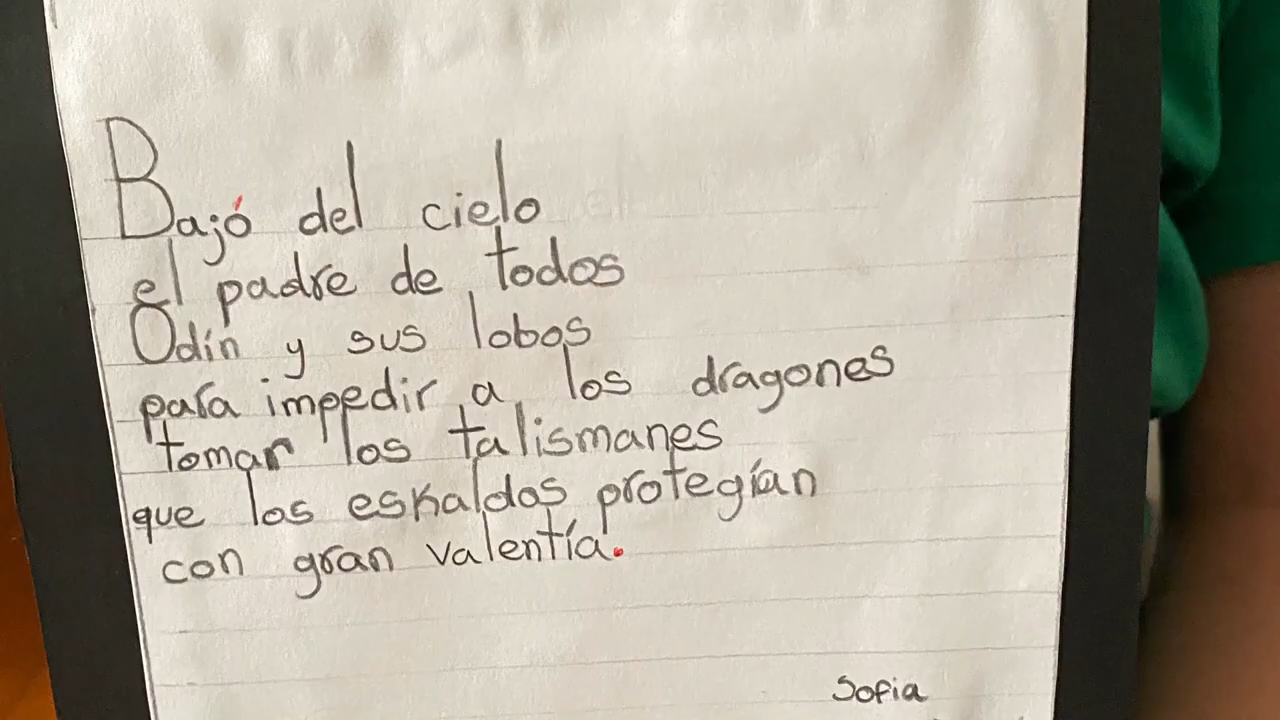 Bajó del cielo
el padre de todos
Odín y sus lobos
para impedir a los dragones
tomar los talismanes
que los eskaldos protegían
con gran valentía.
Sofia